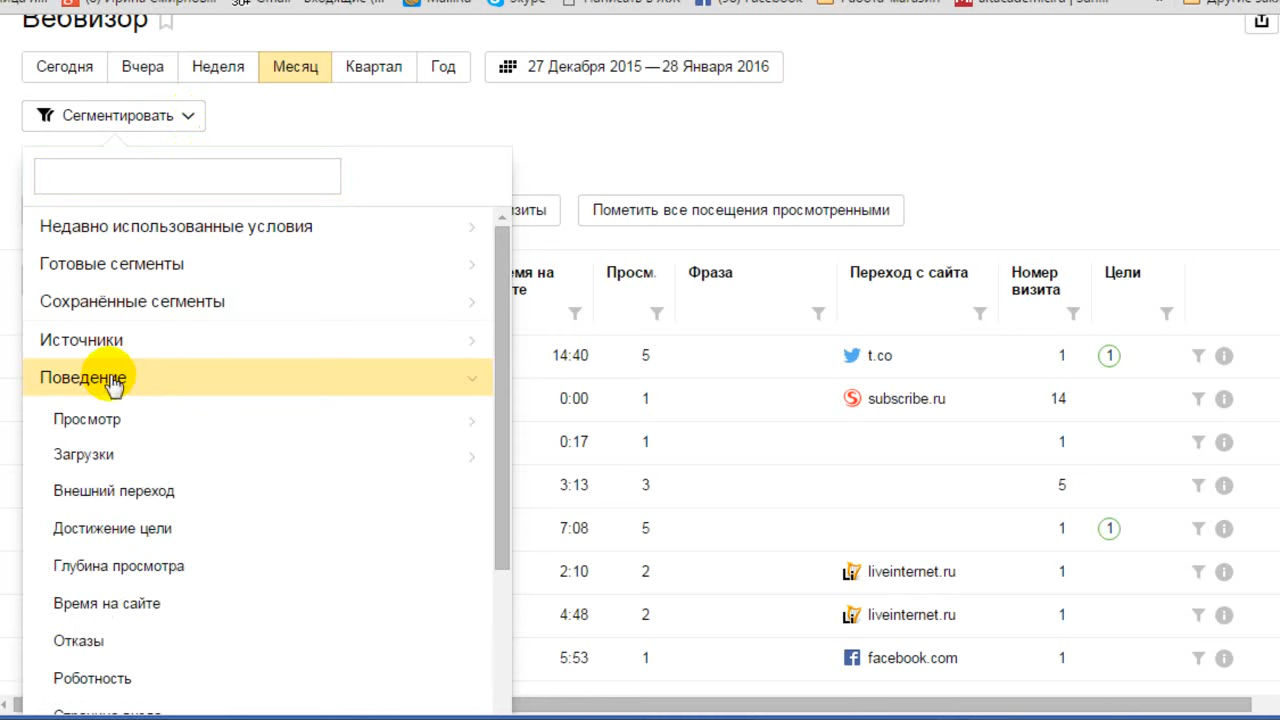 Вебвизор
Сегодня Вчера Неделя Месяц Квартал Год 27 Декабря 2015 — 28 Января 2016
Сегментировать
Пометить все посещения просмотренными
Недавно использованные условия
Готовые сегменты
Сохранённые сегменты
Источники
Поведение
Просмотр
Загрузки
Внешний переход
Достижение цели
Глубина просмотра
Время на сайте
Отказы
Роботность
Просм. Фраза Переход с сайта Номер визита Цели
14:40 5 t.co 1 1
0:00 1 subscribe.ru 14
0:17 1 1
3:13 3 5
7:08 5 1 1
2:10 2 liveinternet.ru 1
4:48 2 liveinternet.ru 1
5:53 1 facebook.com 1